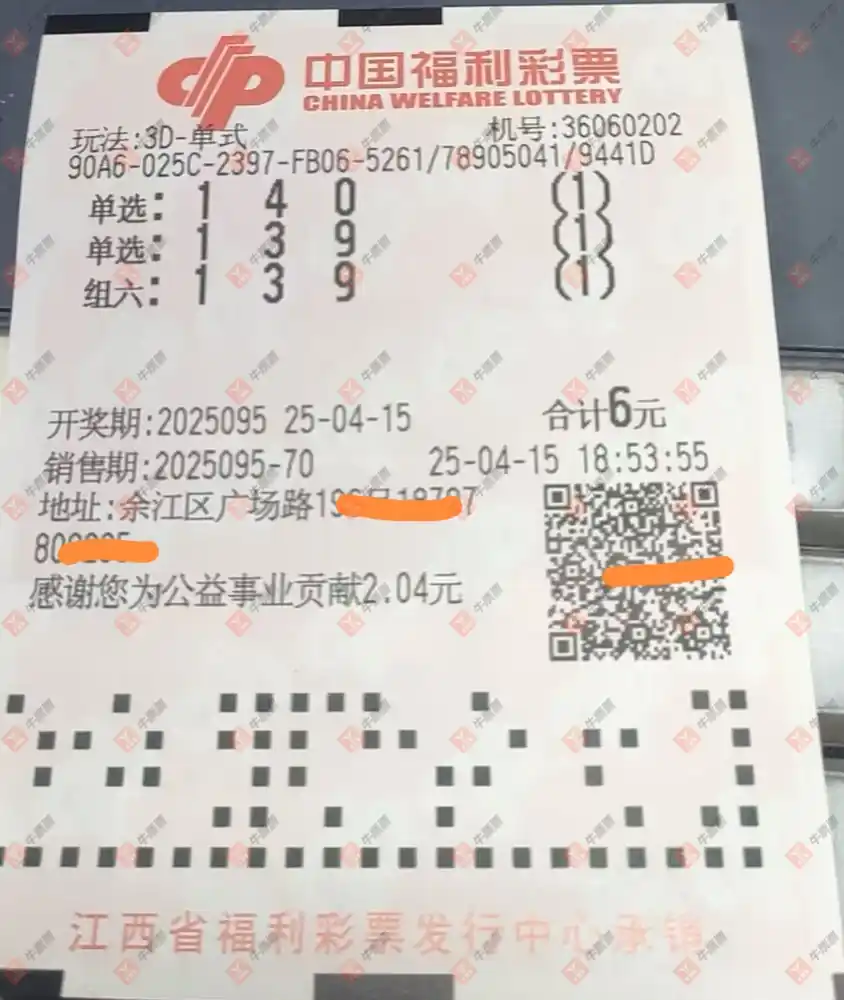 中国福利彩票
CHINA WELFARE LOTTERY
玩法:3D-单式 机号:36060202
90A6-025C-2397-FB06-5261/78905041/9441D
单选: 1 4 0 (1)
单选: 1 3 9 (1)
组六: 1 3 9 (1)
开奖期:2025095 25-04-15 合计6元
销售期:2025095-70 25-04-15 18:53:55
地址:余江区广场路
感谢您为公益事业贡献2.04元
江西省福利彩票发行中心承销